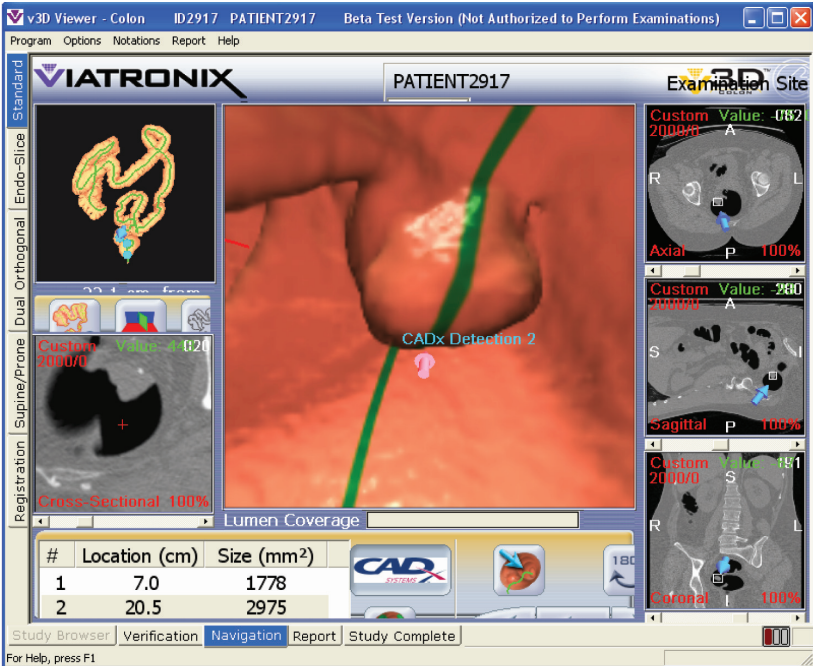 v3D Viewer - Colon ID2917 PATIENT2917 Beta Test Version (Not Authorized to Perform Examinations)
Program Options Notations Report Help
VIATRONIX
PATIENT2917
Examination Site
Standard
Endo-Slice
Dual Orthogonal
Supine/Prone
Registration
Custom Value:
2000/0
Cross-Sectional 100%
CADx Detection 2
Custom Value:
2000/0
A
R
L
Axial
P
100%
Custom Value:
2000/0
A
S
I
Sagittal
P
100%
Custom Value:
2000/0
S
R
L
Coronal
I
100%
Lumen Coverage
# Location (cm) Size (mm²)
1 7.0 1778
2 20.5 2975
CADx
SYSTEMS
180
Study Browser Verification Navigation Report Study Complete
For Help, press F1